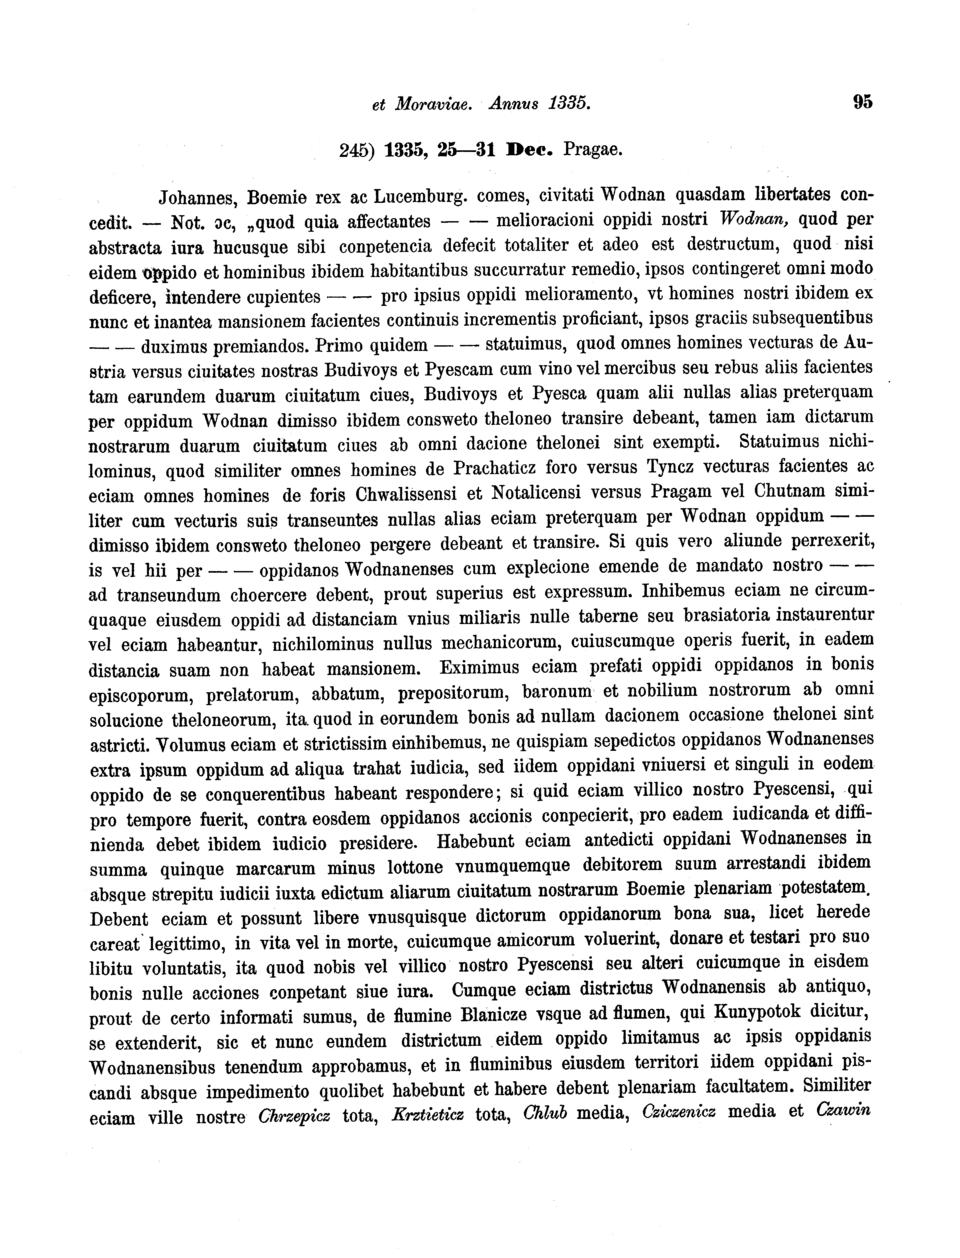 et Moraviae. Annus 1335. 95
245) 1335, 25—31 Dec. Pragae.
Johannes, Boemie rex ac Lucemburg. comes, civitati Wodnan quasdam libertates con-
cedit. — Not. ɔc, „quod quia affectantes — — melioracioni oppidi nostri Wodnan, quod per
abstracta iura hucusque sibi conpetencia defecit totaliter et adeo est destructum, quod nisi
eidem oppido et hominibus ibidem habitantibus succurratur remedio, ipsos contingeret omni modo
deficere, intendere cupientes — — pro ipsius oppidi melioramento, vt homines nostri ibidem ex
nunc et inantea mansionem facientes continuis incrementis proficiant, ipsos graciis subsequentibus
— — duximus premiandos. Primo quidem — — statuimus, quod omnes homines vecturas de Au-
stria versus ciuitates nostras Budivoys et Pyescam cum vino vel mercibus seu rebus aliis facientes
tam earundem duarum ciuitatum ciues, Budivoys et Pyesca quam alii nullas alias preterquam
per oppidum Wodnan dimisso ibidem consweto theloneo transire debeant, tamen iam dictarum
nostrarum duarum ciuitatum ciues ab omni dacione thelonei sint exempti. Statuimus nichi-
lominus, quod similiter omnes homines de Prachaticz foro versus Tyncz vecturas facientes ac
eciam omnes homines de foris Chwalissensi et Notalicensi versus Pragam vel Chutnam simi-
liter cum vecturis suis transeuntes nullas alias eciam preterquam per Wodnan oppidum — —
dimisso ibidem consweto theloneo pergere debeant et transire. Si quis vero aliunde perrexerit,
is vel hii per — — oppidanos Wodnanenses cum explecione emende de mandato nostro — —
ad transeundum choercere debent, prout superius est expressum. Inhibemus eciam ne circum-
quaque eiusdem oppidi ad distanciam vnius miliaris nulle taberne seu brasiatoria instaurentur
vel eciam habeantur, nichilominus nullus mechanicorum, cuiuscumque operis fuerit, in eadem
distancia suam non habeat mansionem. Eximimus eciam prefati oppidi oppidanos in bonis
episcoporum, prelatorum, abbatum, prepositorum, baronum et nobilium nostrorum ab omni
solucione theloneorum, ita quod in eorundem bonis ad nullam dacionem occasione thelonei sint
astricti. Volumus eciam et strictissim einhibemus, ne quispiam sepedictos oppidanos Wodnanenses
extra ipsum oppidum ad aliqua trahat iudicia, sed iidem oppidani vniuersi et singuli in eodem
oppido de se conquerentibus habeant respondere; si quid eciam villico nostro Pyescensi, qui
pro tempore fuerit, contra eosdem oppidanos accionis conpecierit, pro eadem iudicanda et diffi-
nienda debet ibidem iudicio presidere. Habebunt eciam antedicti oppidani Wodnanenses in
summa quinque marcarum minus lottone vnumquemque debitorem suum arrestandi ibidem
absque strepitu iudicii iuxta edictum aliarum ciuitatum nostrarum Boemie plenariam potestatem.
Debent eciam et possunt libere vnusquisque dictorum oppidanorum bona sua, licet herede
careat legittimo, in vita vel in morte, cuicumque amicorum voluerint, donare et testari pro suo
libitu voluntatis, ita quod nobis vel villico nostro Pyescensi seu alteri cuicumque in eisdem
bonis nulle acciones conpetant siue iura. Cumque eciam districtus Wodnanensis ab antiquo,
prout de certo informati sumus, de flumine Blanicze vsque ad flumen, qui Kunypotok dicitur,
se extenderit, sic et nunc eundem districtum eidem oppido limitamus ac ipsis oppidanis
Wodnanensibus tenendum approbamus, et in fluminibus eiusdem territori iidem oppidani pis-
candi absque impedimento quolibet habebunt et habere debent plenariam facultatem. Similiter
eciam ville nostre Chrzepicz tota, Krztieticz tota, Chlub media, Cziczenicz media et Czawin